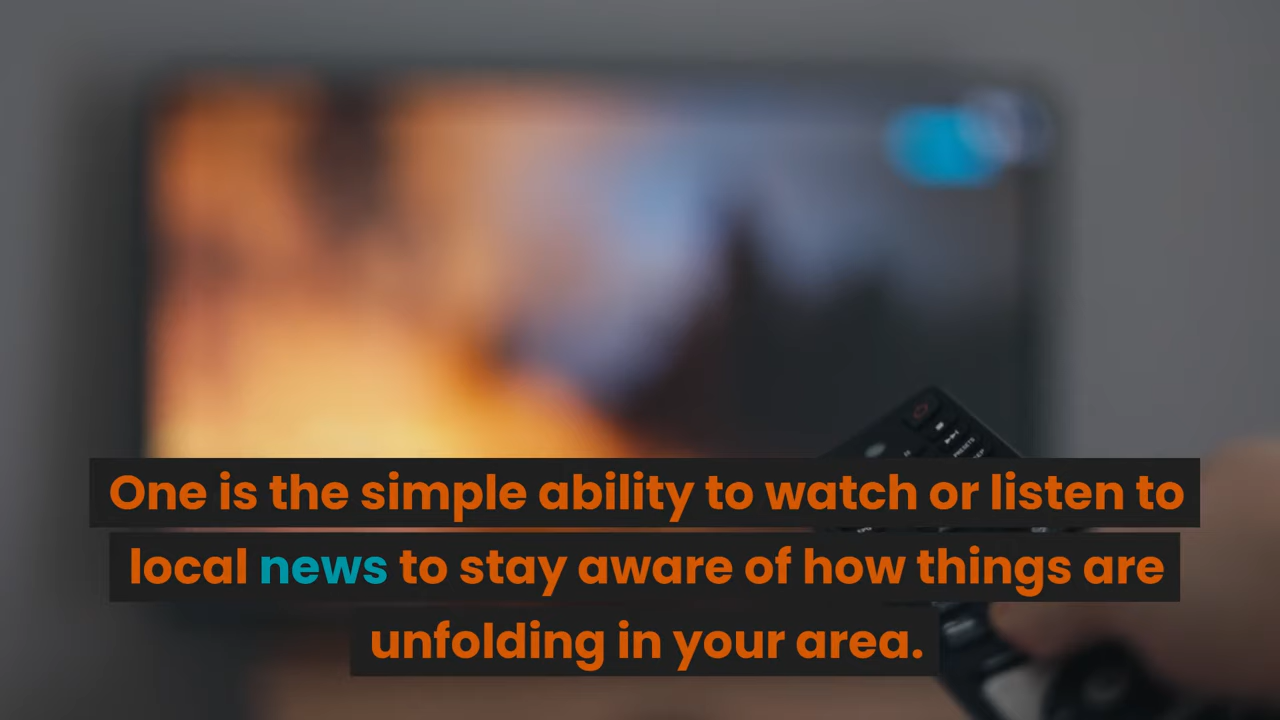 One is the simple ability to watch or listen to
local news to stay aware of how things are
unfolding in your area.